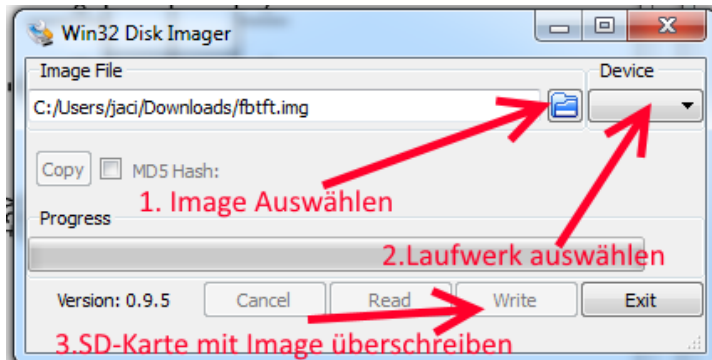 Win32 Disk Imager
Image File
Device
C:/Users/jaci/Downloads/fbtft.img
Copy
MD5 Hash:
1. Image Auswählen
Progress
2.Laufwerk auswählen
Version: 0.9.5
Cancel
Read
Write
Exit
3.SD-Karte mit Image überschreiben